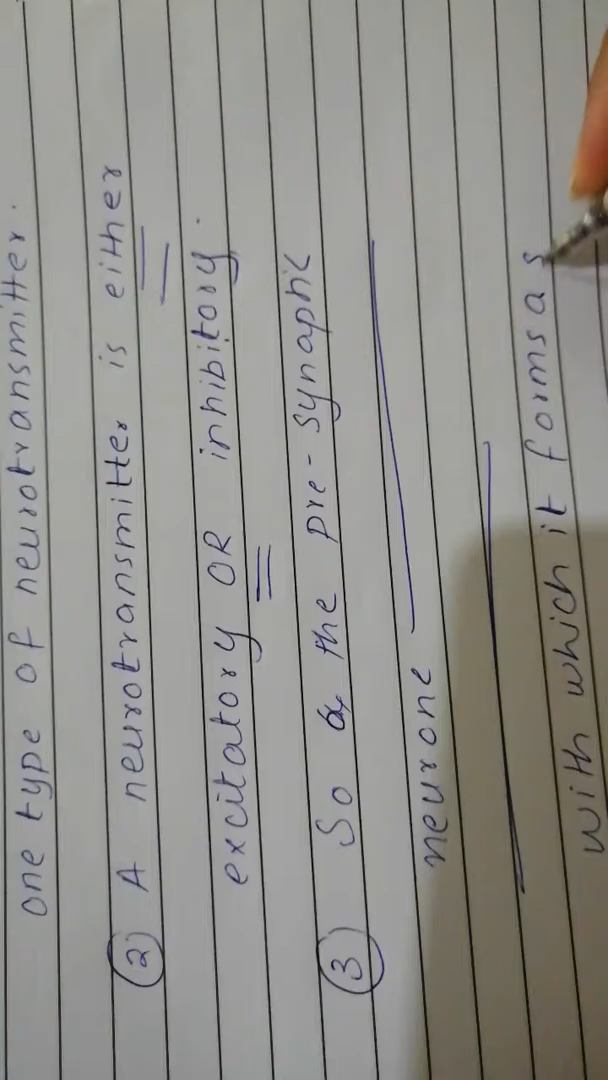 one type of neurotransmitter.
(2) A neurotransmitter is either
excitatory OR inhibitory.
(3) So the pre-synaptic
neurone
with which it forms a s